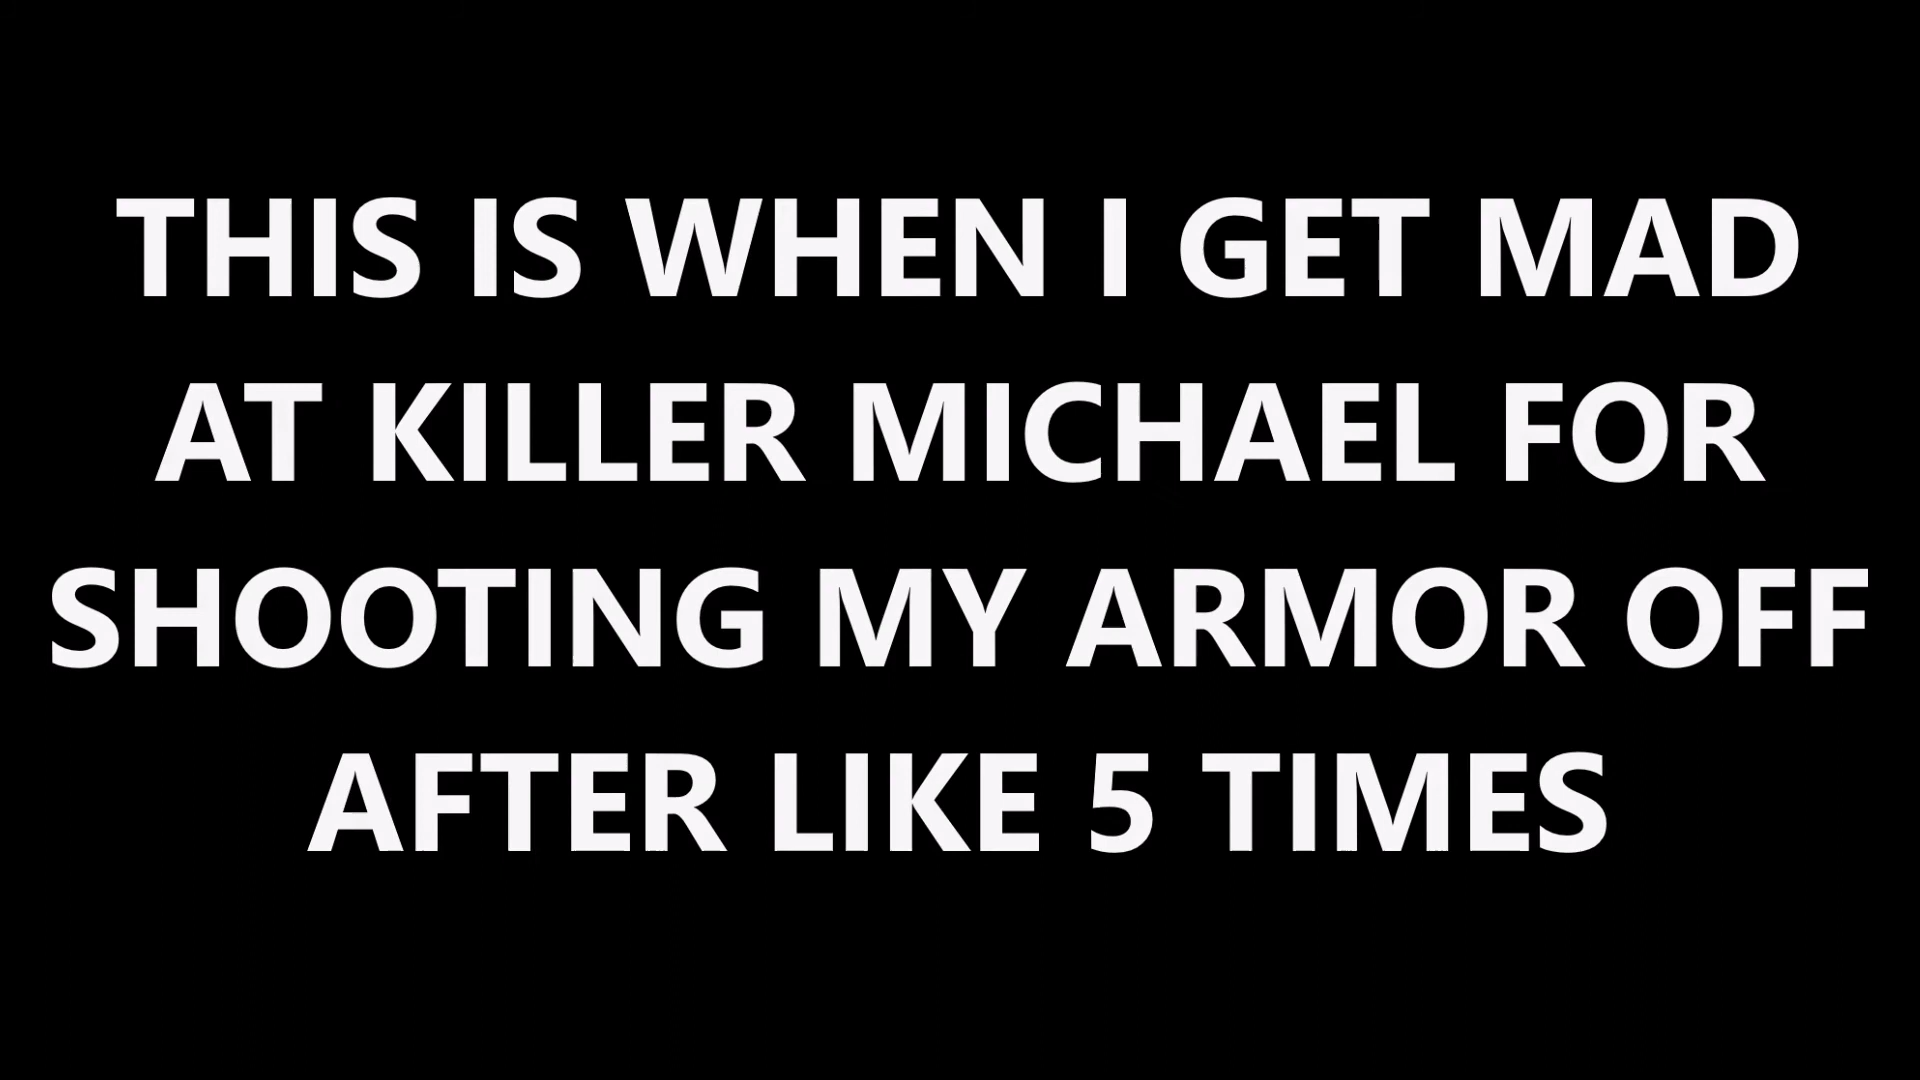 THIS IS WHEN I GET MAD
AT KILLER MICHAEL FOR
SHOOTING MY ARMOR OFF
AFTER LIKE 5 TIMES